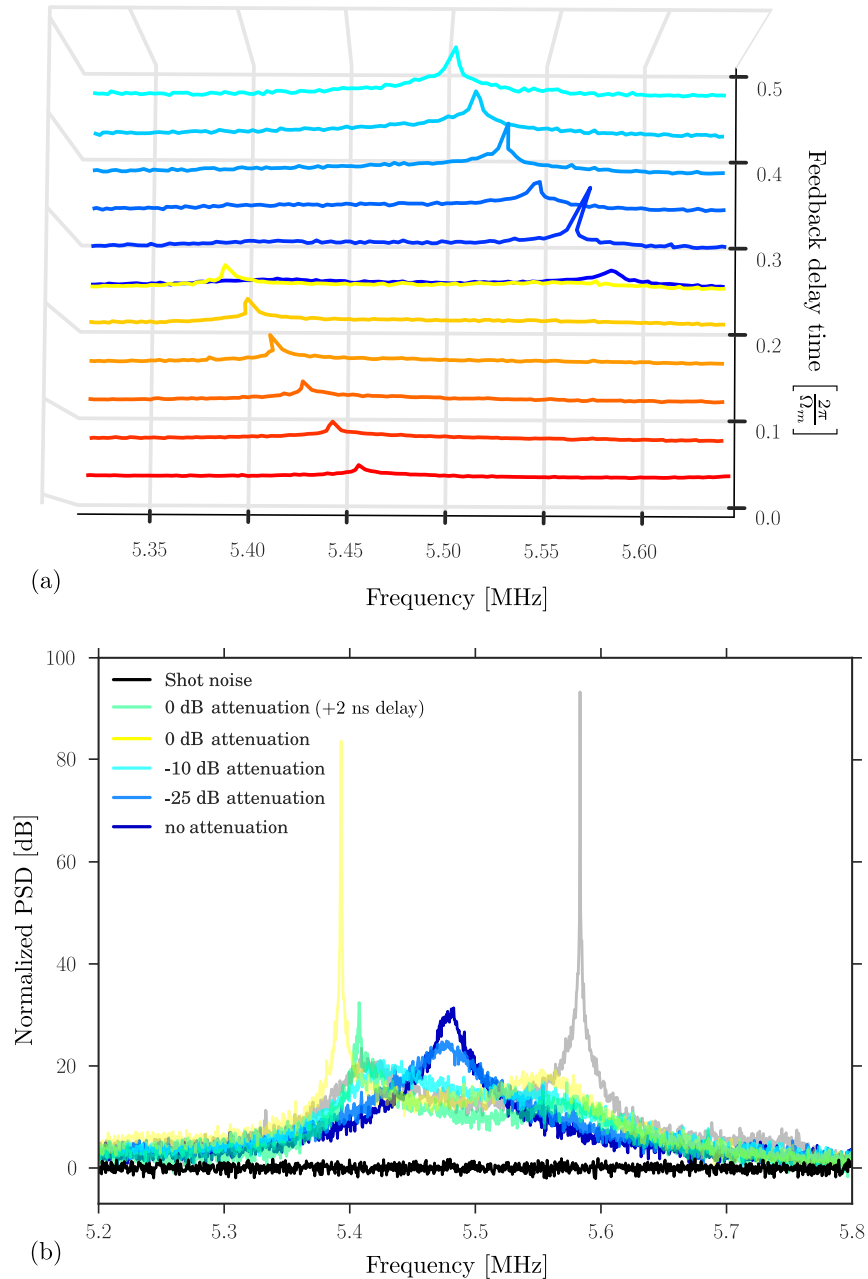 0.5
0.4
0.3
0.2
0.1
0.0
Feedback delay time [2π/Ωm]
5.35 5.40 5.45 5.50 5.55 5.60
Frequency [MHz]
(a)
100
80
60
40
20
0
Normalized PSD [dB]
Shot noise
0 dB attenuation (+2 ns delay)
0 dB attenuation
-10 dB attenuation
-25 dB attenuation
no attenuation
5.2 5.3 5.4 5.5 5.6 5.7 5.8
Frequency [MHz]
(b)